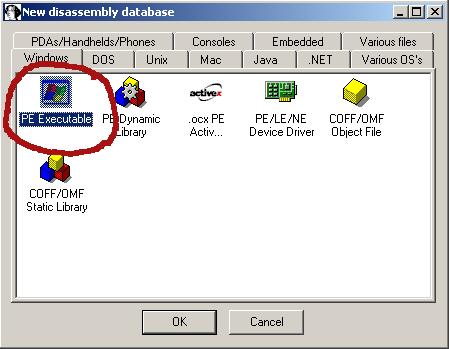 New disassembly database
PDAs/Handhelds/Phones Consoles Embedded Various files
Windows DOS Unix Mac Java .NET Various OS's
PE Executable
PE Dynamic
Library
activex
.ocx PE
Activ...
PE/LE/NE
Device Driver
COFF/OMF
Object File
COFF/OMF
Static Library
OK Cancel